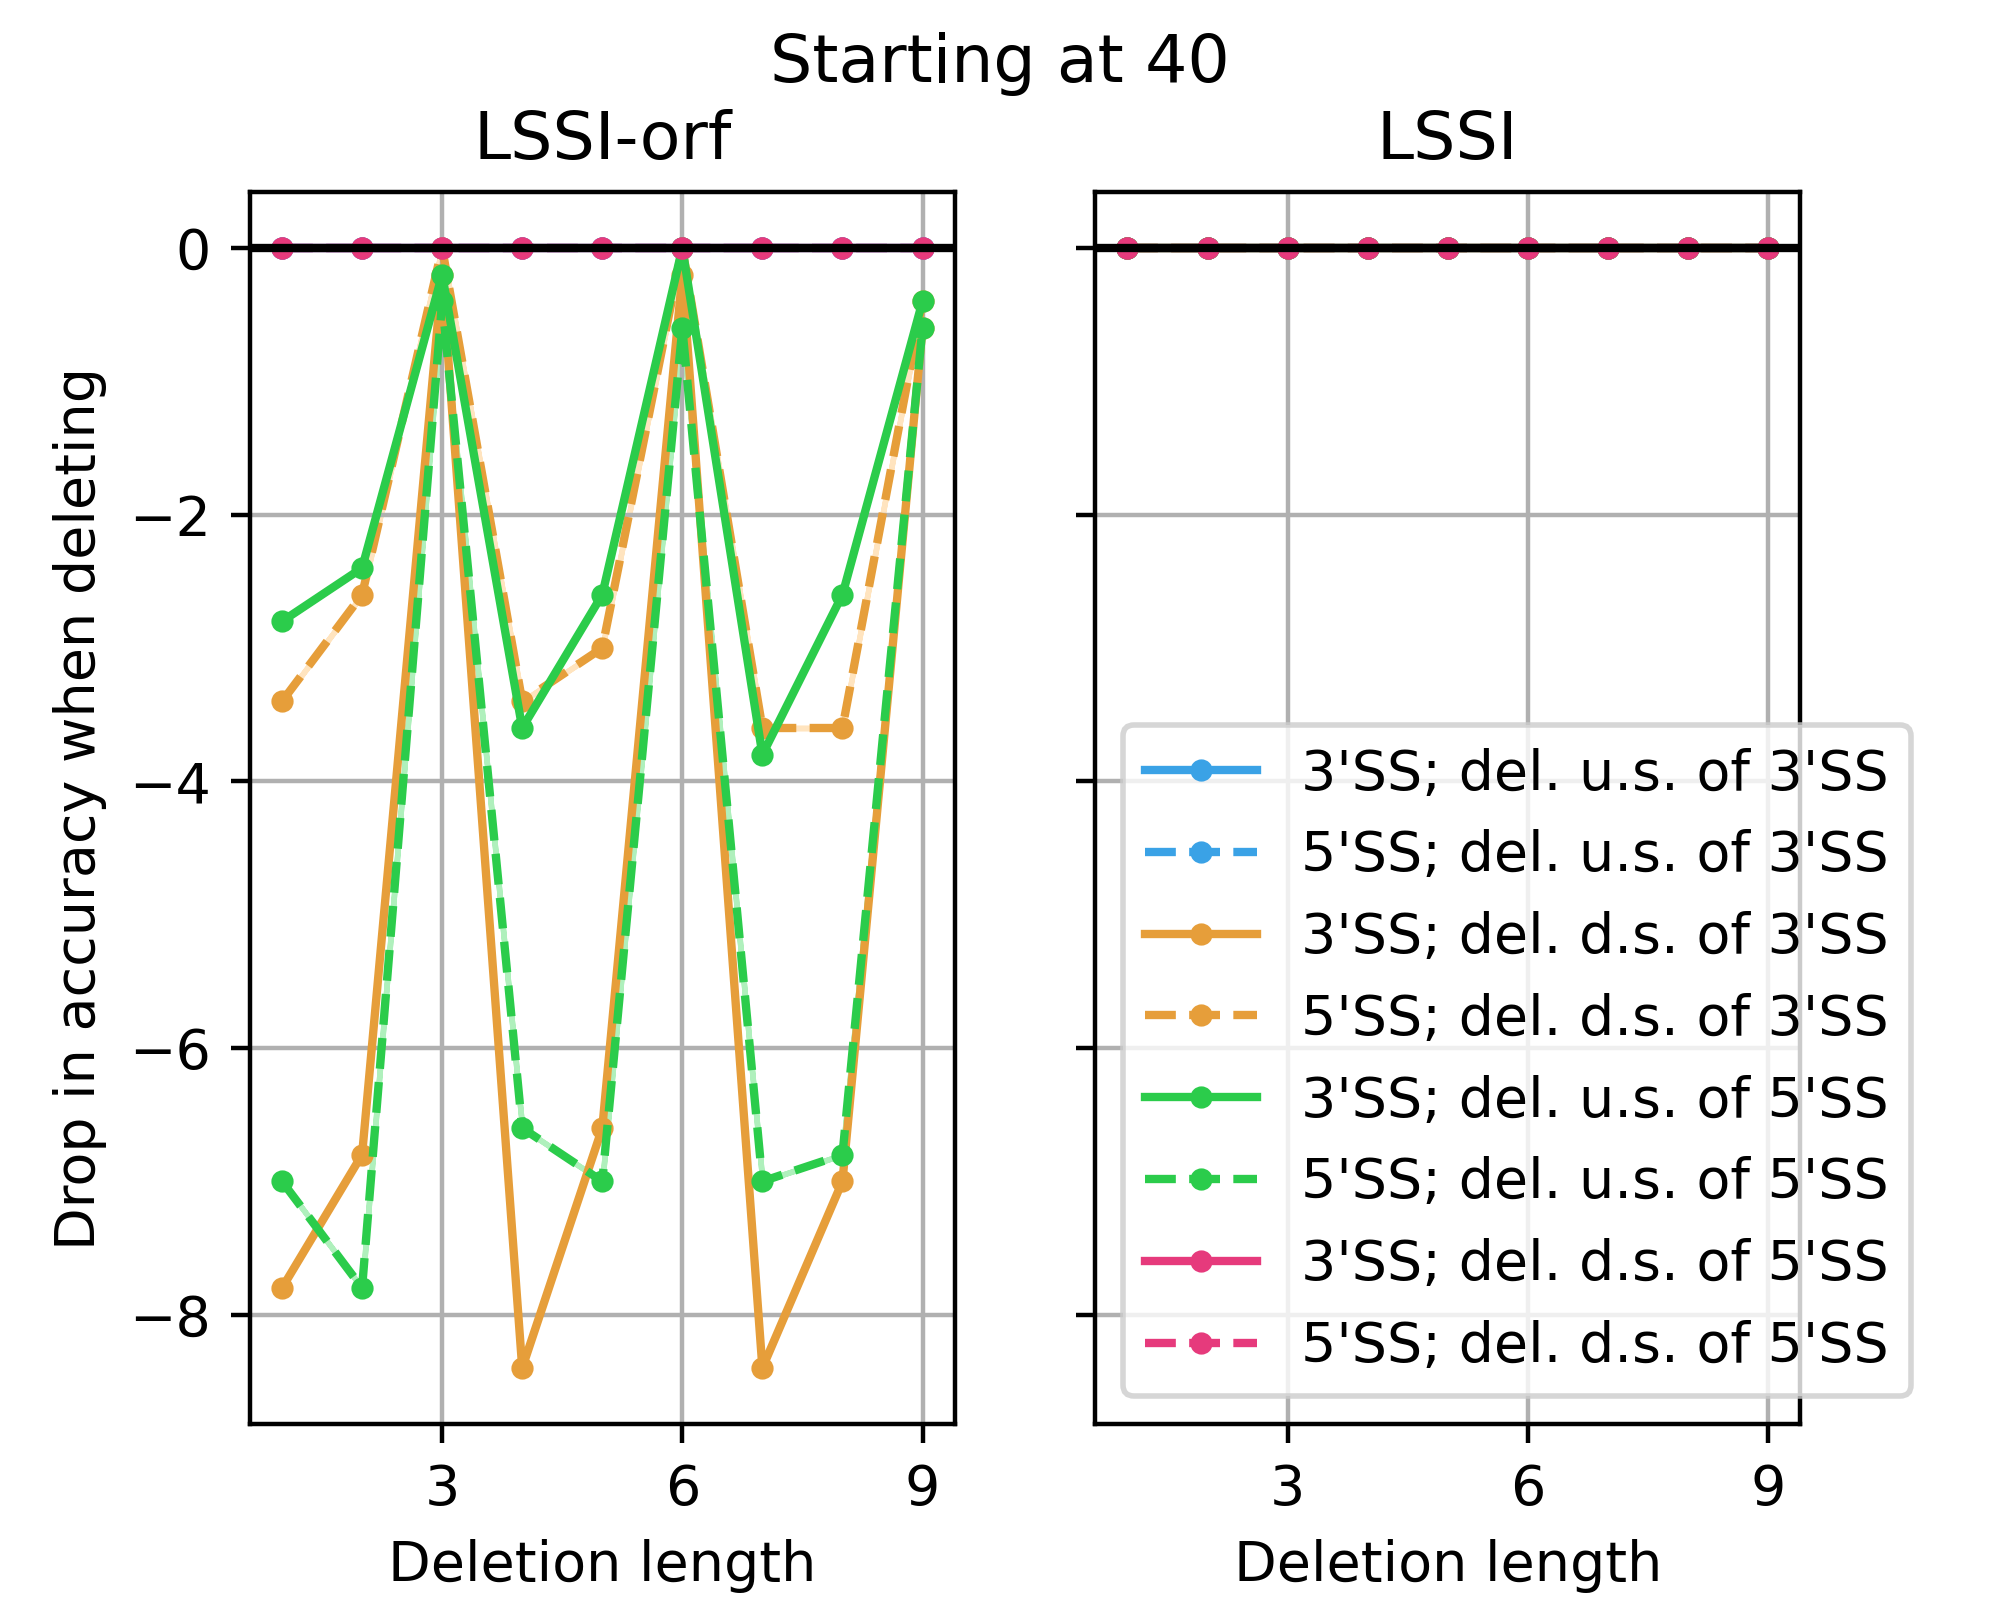 Starting at 40
LSSI-orf
LSSI
0
−2
−4
−6
−8
Drop in accuracy when deleting
3 6 9
Deletion length
3'SS; del. u.s. of 3'SS
5'SS; del. u.s. of 3'SS
3'SS; del. d.s. of 3'SS
5'SS; del. d.s. of 3'SS
3'SS; del. u.s. of 5'SS
5'SS; del. u.s. of 5'SS
3'SS; del. d.s. of 5'SS
5'SS; del. d.s. of 5'SS
3 6 9
Deletion length